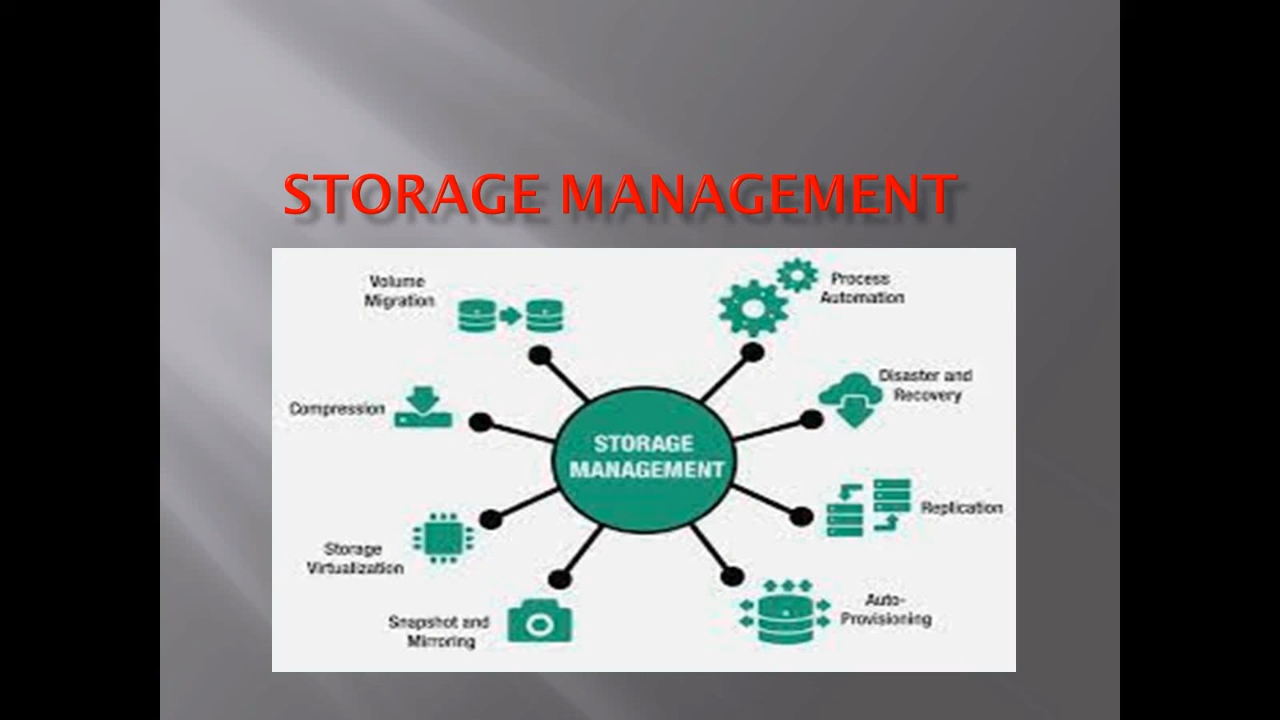 STORAGE MANAGEMENT
Volume
Migration
Process
Automation
Disaster and
Recovery
Compression
STORAGE
MANAGEMENT
Replication
Storage
Virtualization
Auto-
Provisioning
Snapshot and
Mirroring